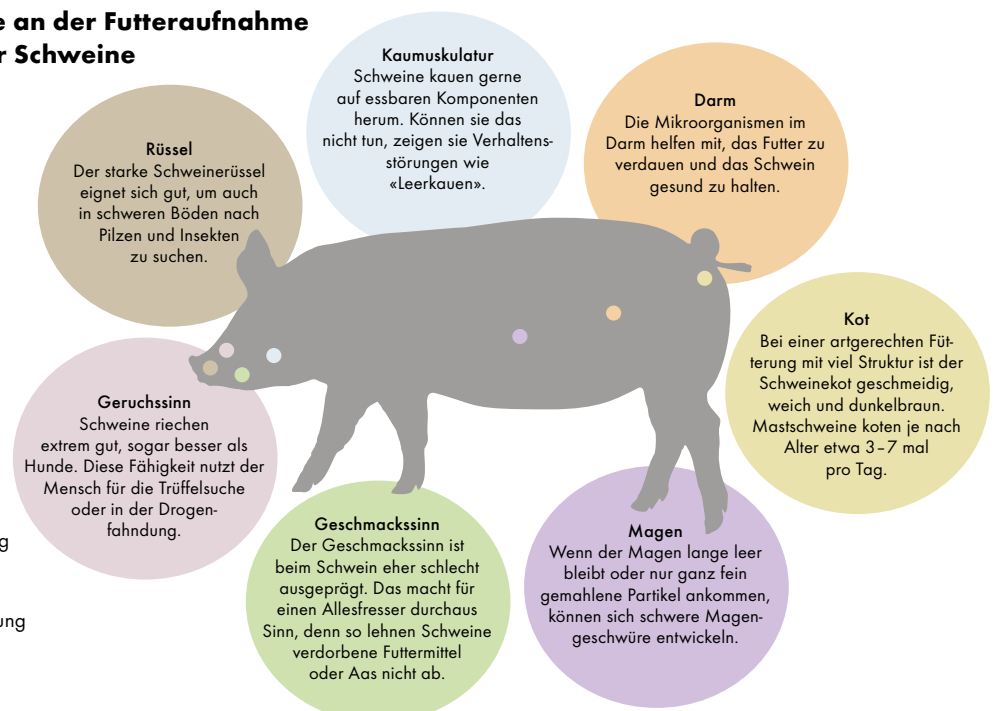 e an der Futteraufnahme
r Schweine
Kaumuskulatur
Schweine kauen gerne
auf essbaren Komponenten
herum. Können sie das
nicht tun, zeigen sie Verhaltens-
störungen wie
«Leerkauen».
Darm
Die Mikroorganismen im
Darm helfen mit, das Futter zu
verdauen und das Schwein
gesund zu halten.
Rüssel
Der starke Schweinerüssel
eignet sich gut, um auch
in schweren Böden nach
Pilzen und Insekten
zu suchen.
Kot
Bei einer artgerechten Füt-
terung mit viel Struktur ist der
Schweinekot geschmeidig,
weich und dunkelbraun.
Mastschweine koten je nach
Alter etwa 3–7 mal
pro Tag.
Geruchssinn
Schweine riechen
extrem gut, sogar besser als
Hunde. Diese Fähigkeit nutzt der
Mensch für die Trüffelsuche
oder in der Drogen-
fahndung.
Geschmackssinn
Der Geschmackssinn ist
beim Schwein eher schlecht
ausgeprägt. Das macht für
einen Allesfresser durchaus
Sinn, denn so lehnen Schweine
verdorbene Futtermittel
oder Aas nicht ab.
Magen
Wenn der Magen lange leer
bleibt oder nur ganz fein
gemahlene Partikel ankommen,
können sich schwere Magen-
geschwüre entwickeln.
g
ung